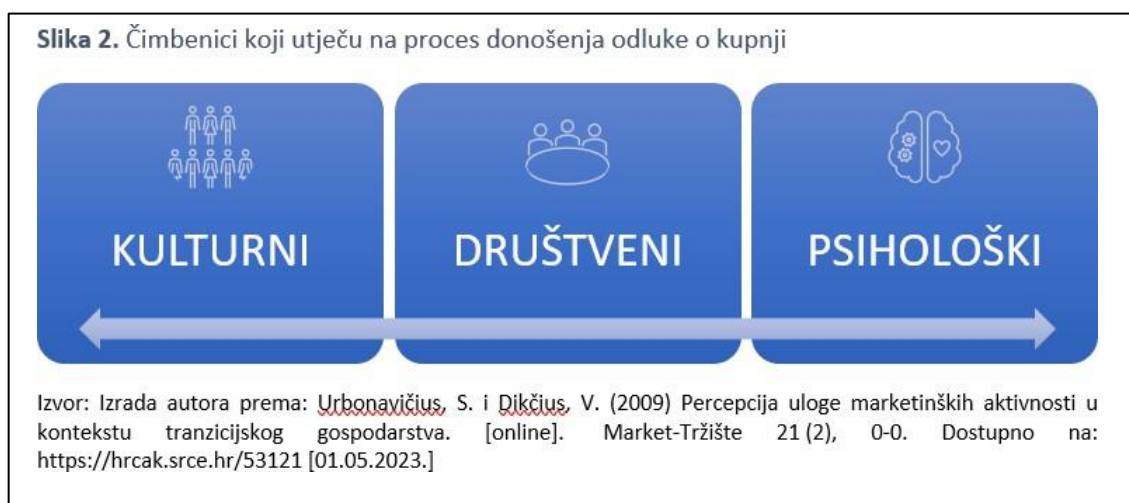 Slika 2. Čimbenici koji utječu na proces donošenja odluke o kupnji
KULTURNI
DRUŠTVENI
PSIHOLOŠKI
Izvor: Izrada autora prema: Urbonavičius, S. i Dikčius, V. (2009) Percepcija uloge marketinških aktivnosti u
kontekstu tranzicijskog gospodarstva. [online]. Market-Tržište 21 (2), 0-0. Dostupno na:
https://hrcak.srce.hr/53121 [01.05.2023.]